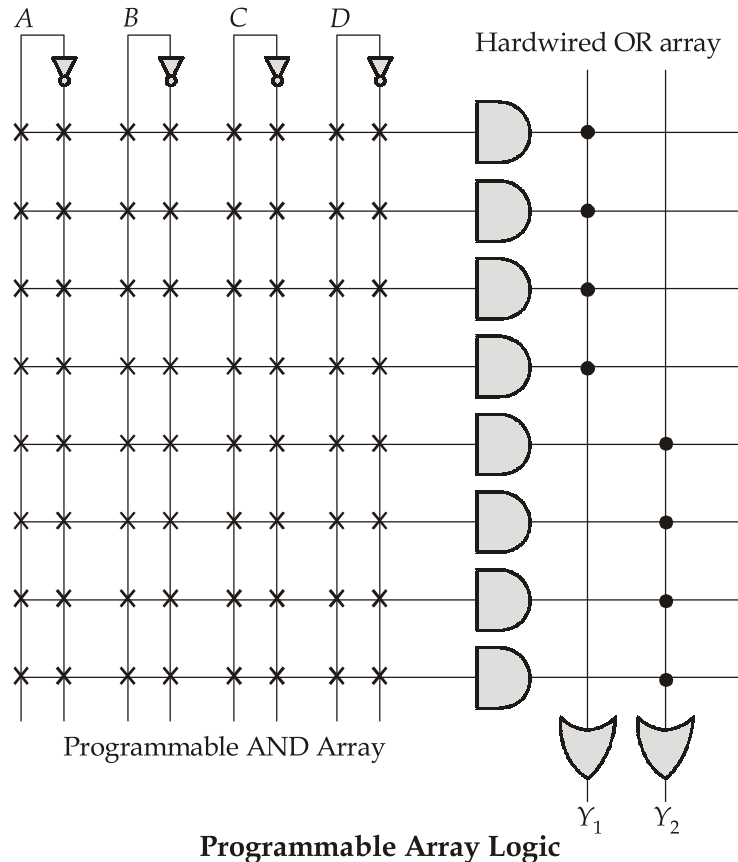 A B C D
Hardwired OR array
Programmable AND Array
Y1 Y2
Programmable Array Logic